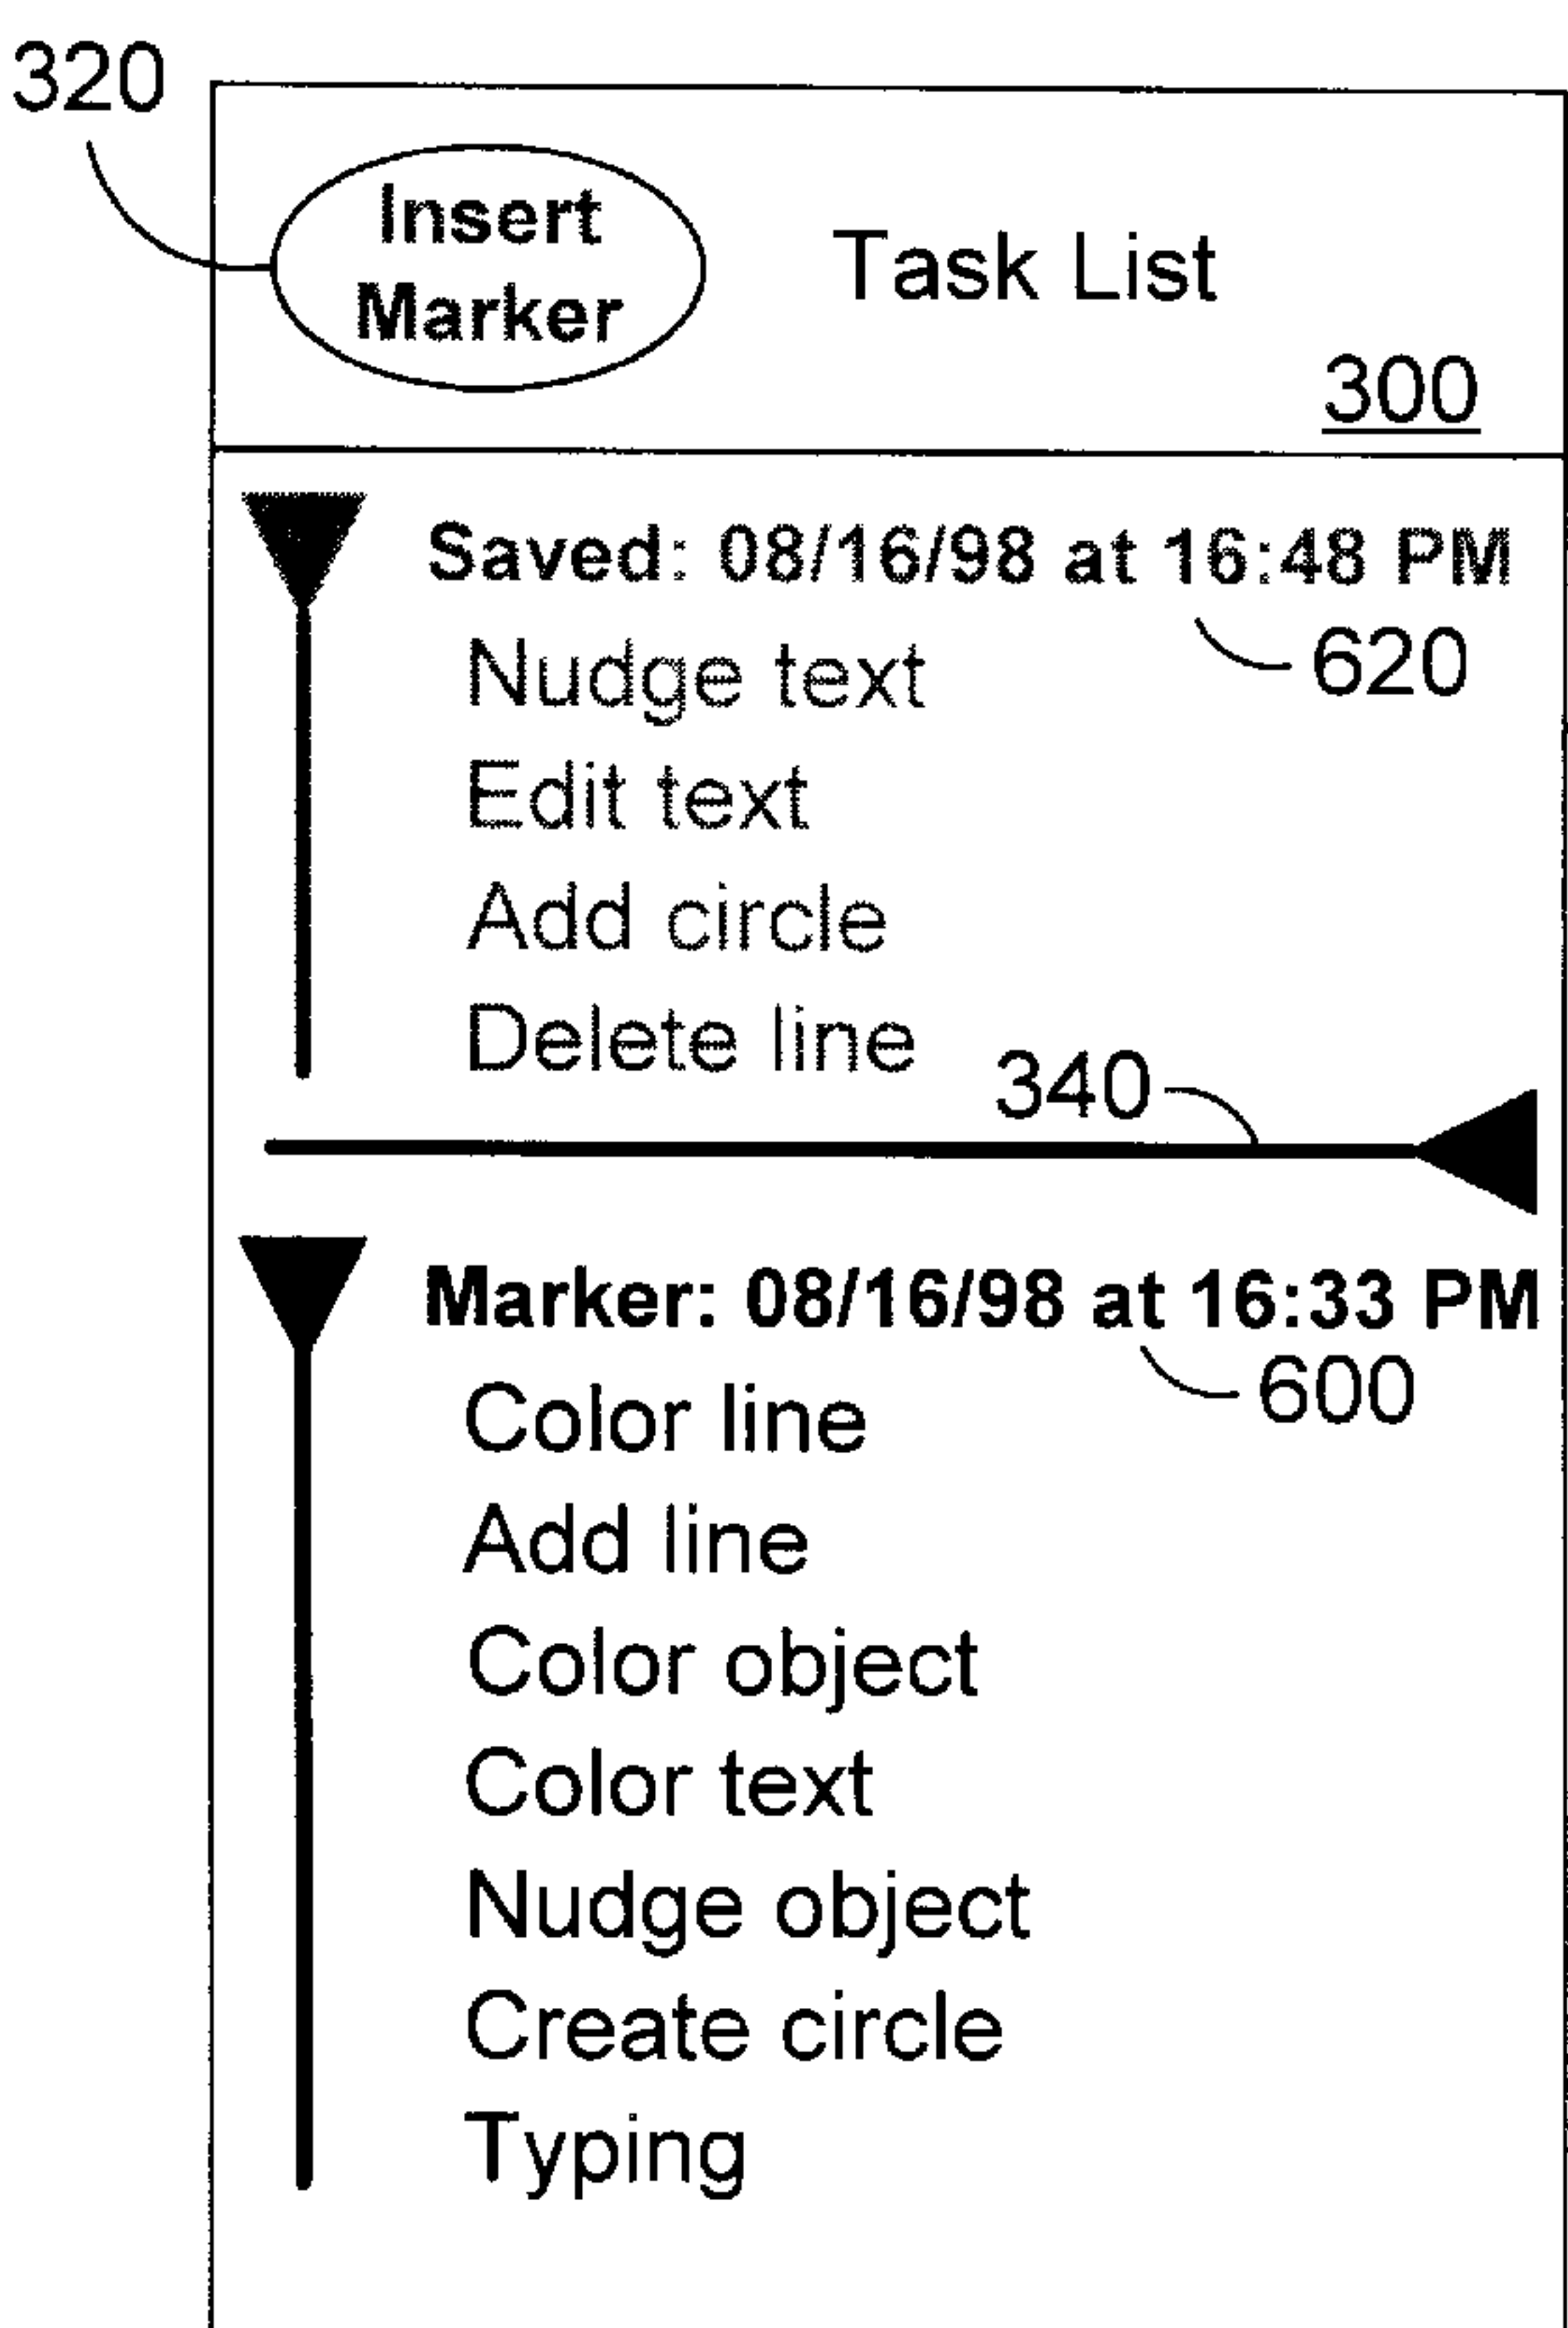 320
Insert
Marker
Task List
300
Saved: 08/16/98 at 16:48 PM
620
Nudge text
Edit text
Add circle
Delete line
340
Marker: 08/16/98 at 16:33 PM
600
Color line
Add line
Color object
Color text
Nudge object
Create circle
Typing